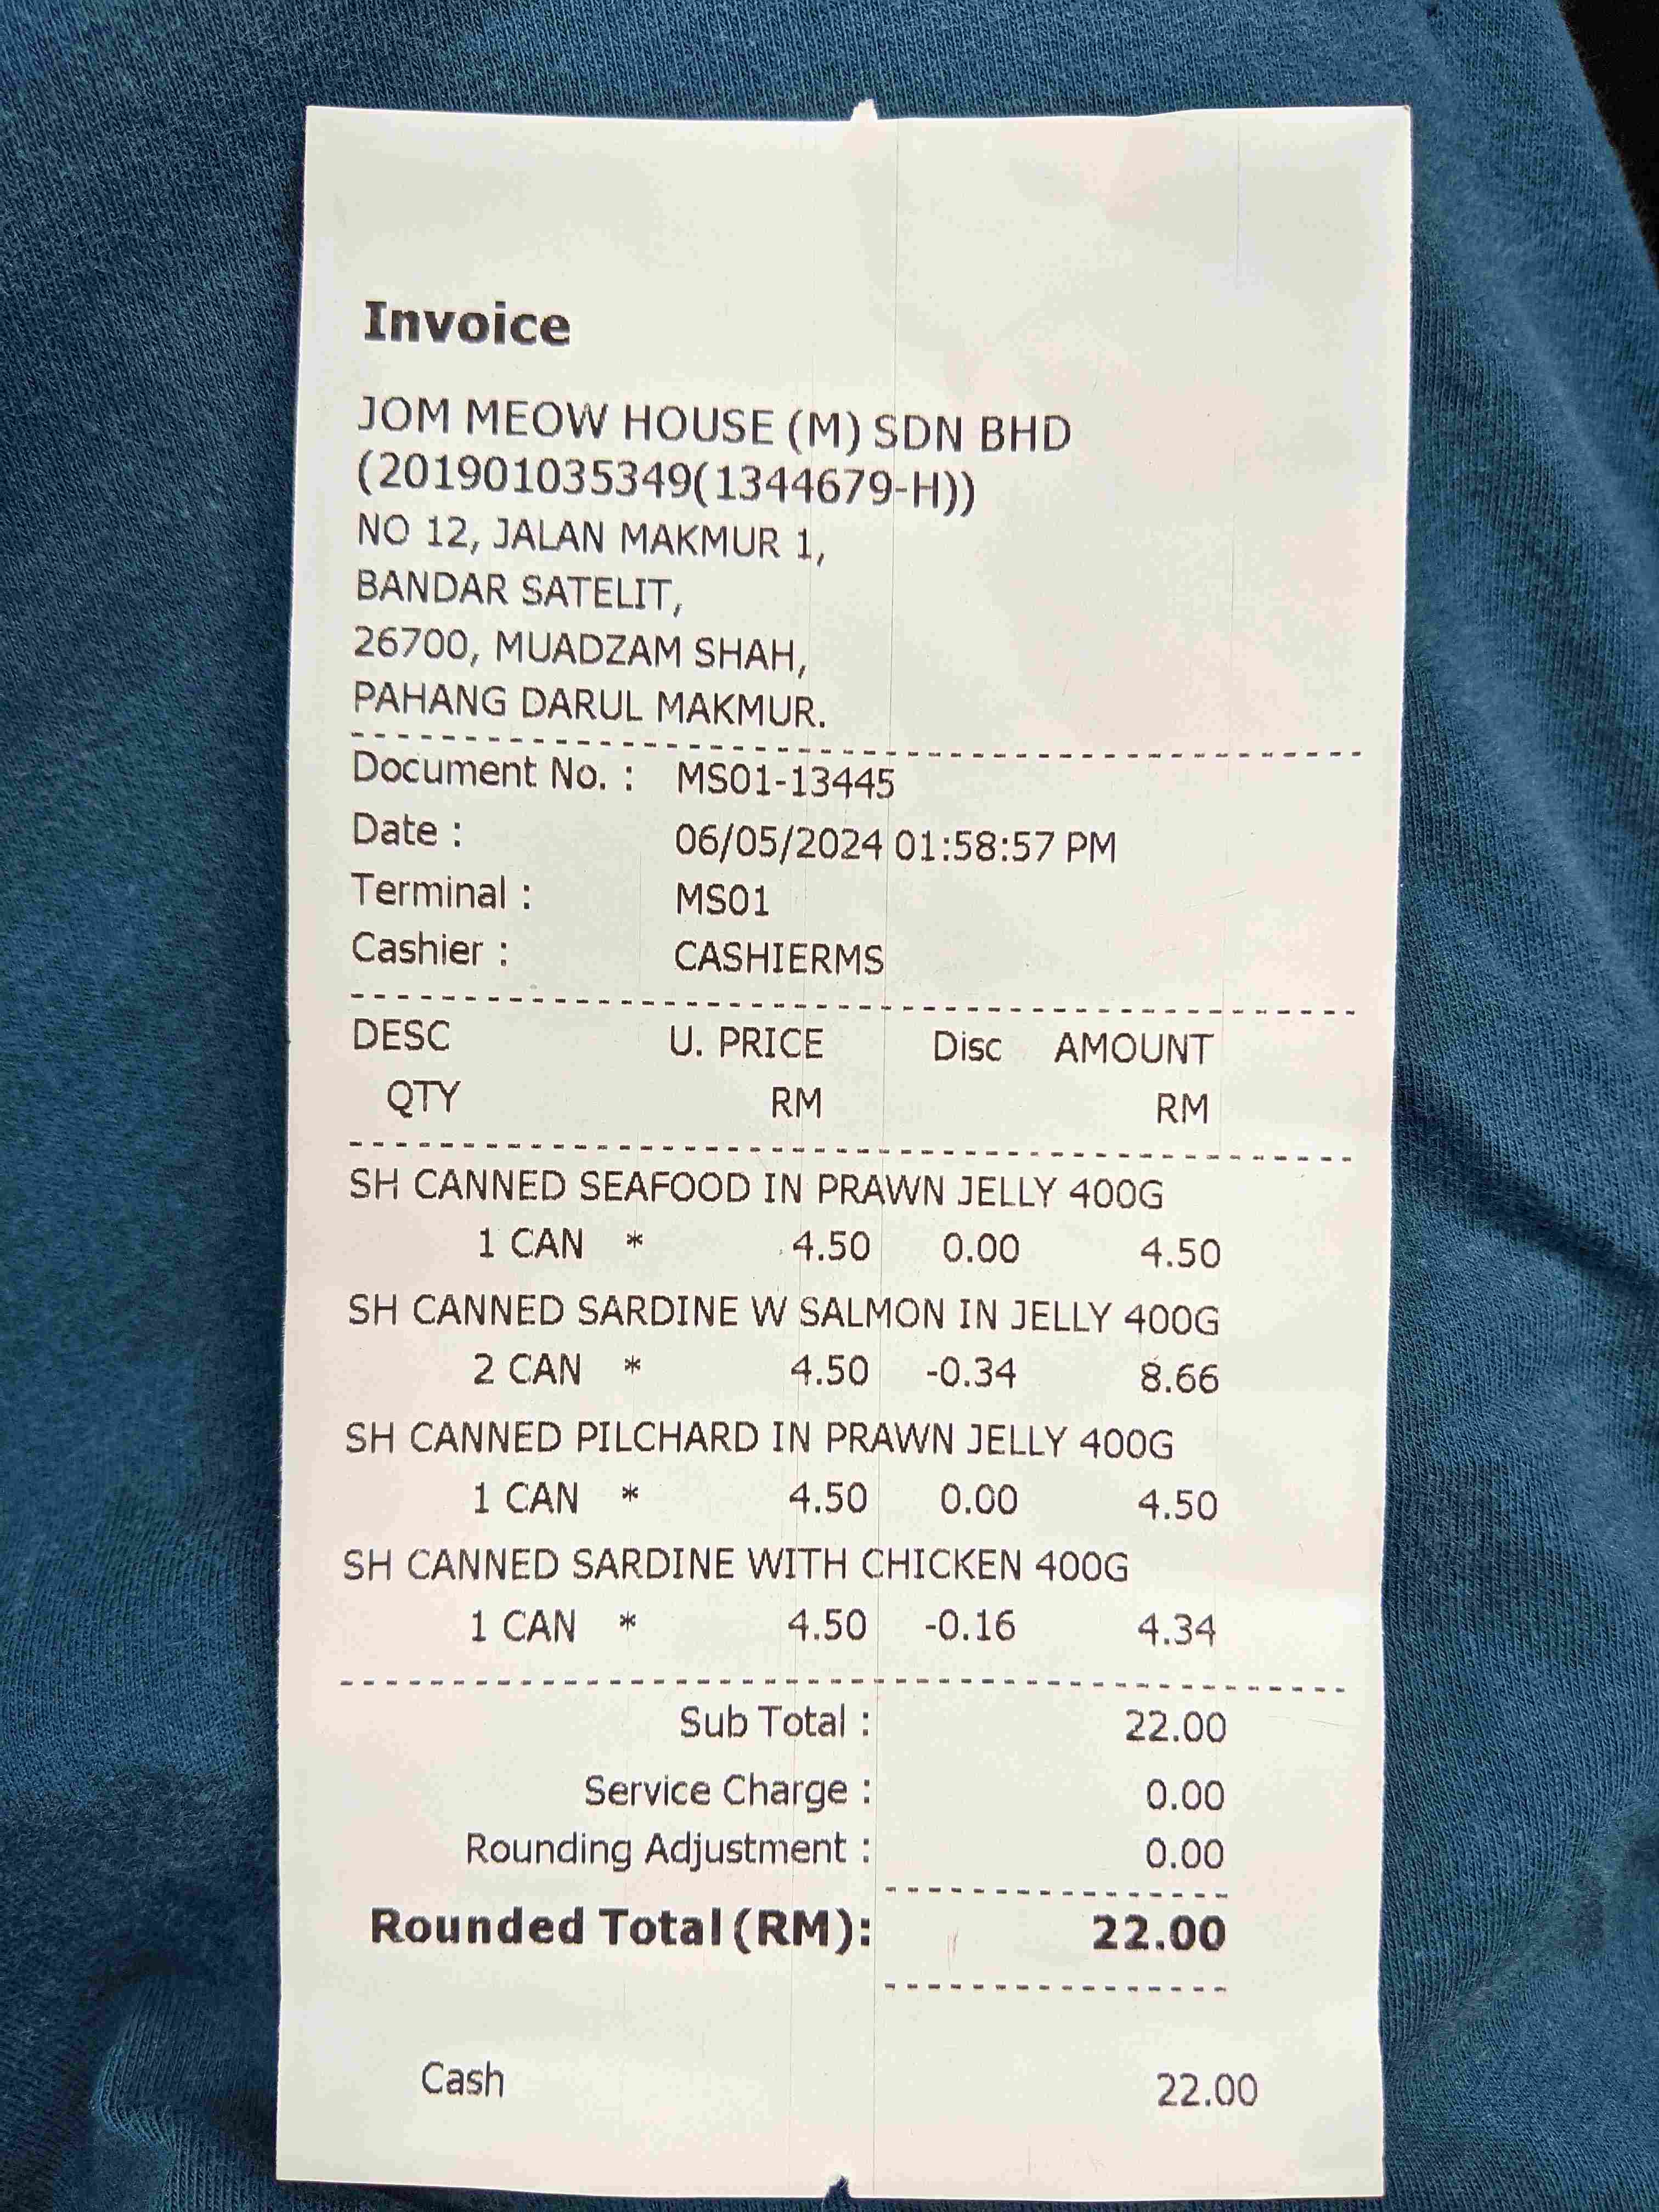 Invoice
JOM MEOW HOUSE (M) SDN BHD
(201901035349(1344679-H))
NO 12, JALAN MAKMUR 1,
BANDAR SATELIT,
26700, MUADZAM SHAH,
PAHANG DARUL MAKMUR.
Document No. : MS01-13445
Date : 06/05/2024 01:58:57 PM
Terminal : MS01
Cashier : CASHIERMS
DESC U. PRICE Disc AMOUNT
QTY RM RM
SH CANNED SEAFOOD IN PRAWN JELLY 400G
1 CAN * 4.50 0.00 4.50
SH CANNED SARDINE W SALMON IN JELLY 400G
2 CAN * 4.50 -0.34 8.66
SH CANNED PILCHARD IN PRAWN JELLY 400G
1 CAN * 4.50 0.00 4.50
SH CANNED SARDINE WITH CHICKEN 400G
1 CAN * 4.50 -0.16 4.34
Sub Total : 22.00
Service Charge : 0.00
Rounding Adjustment : 0.00
Rounded Total (RM): 22.00
Cash 22.00